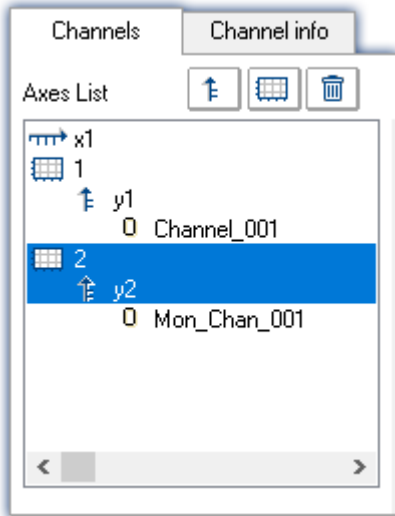 Channels Channel info
Axes List
x1
1
y1
0 Channel_001
2
y2
0 Mon_Chan_001